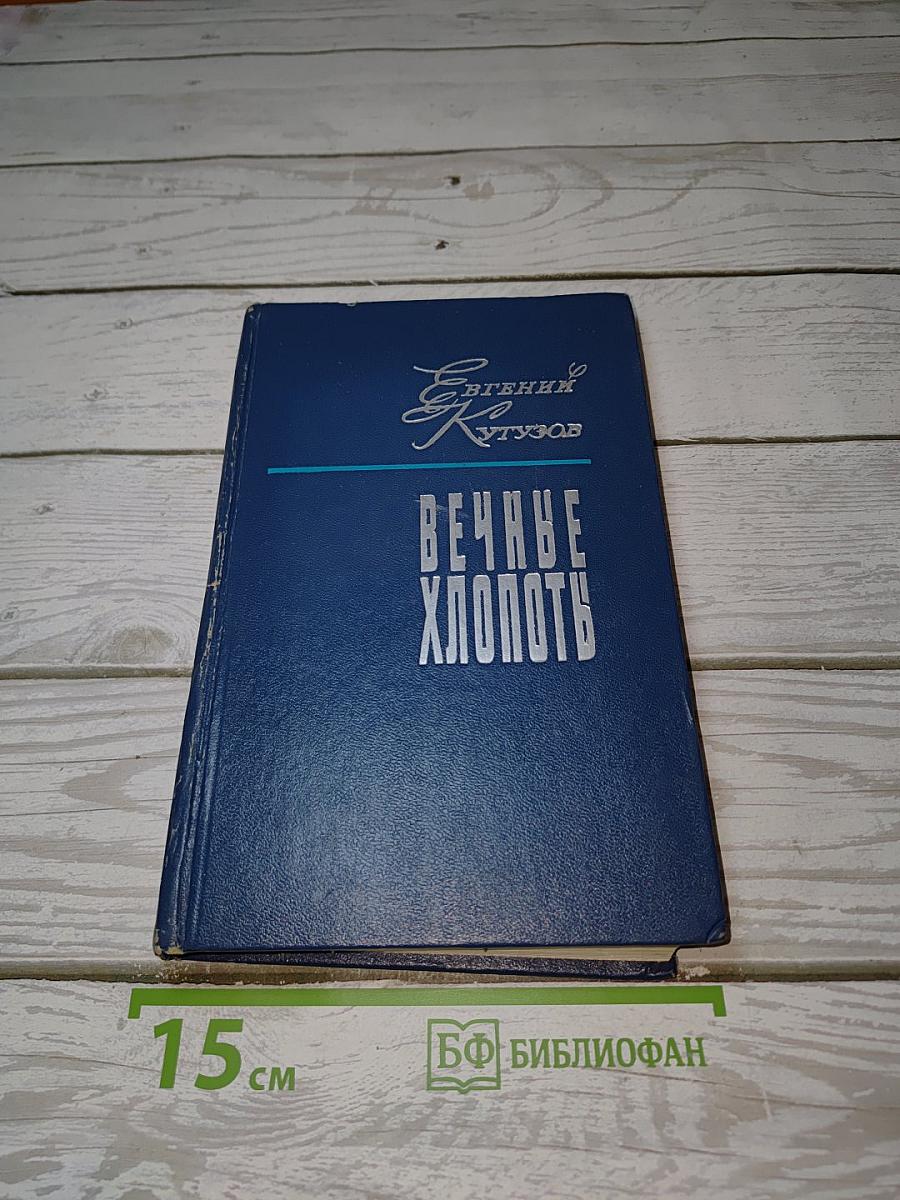 Евгений
Кутузов
ВЕЧНЫЕ
ХЛОПОТЫ
15 см
БФ БИБЛИОФАН